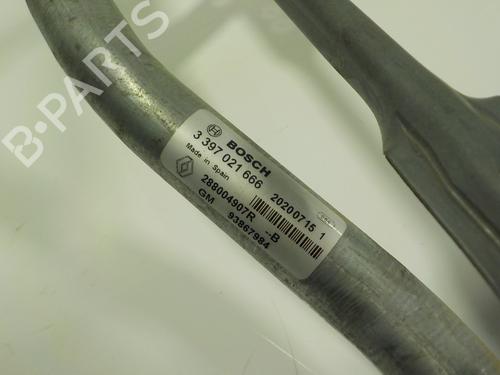 BOSCH
3 397 021 666
Made in Spain
20200715 1
288004907R --B
GM 93867984
B-PARTS